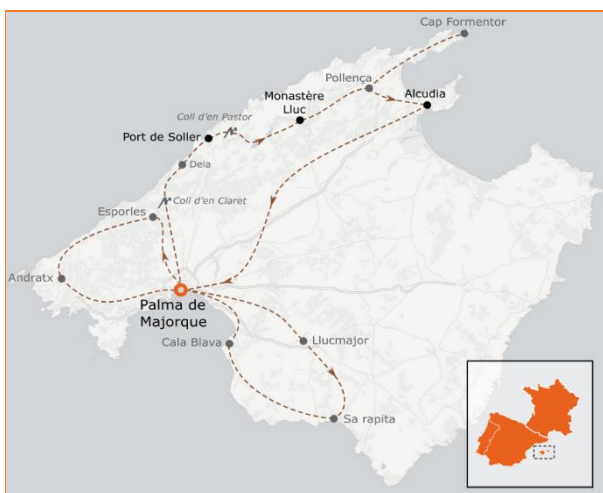 Cap Formentor
Pollença
Alcudia
Monastère
Lluc
Coll d'en Pastor
Port de Soller
Deia
Coll d'en Claret
Esporles
Andratx
Palma de
Majorque
Cala Blava
Llucmajor
Sa rapita